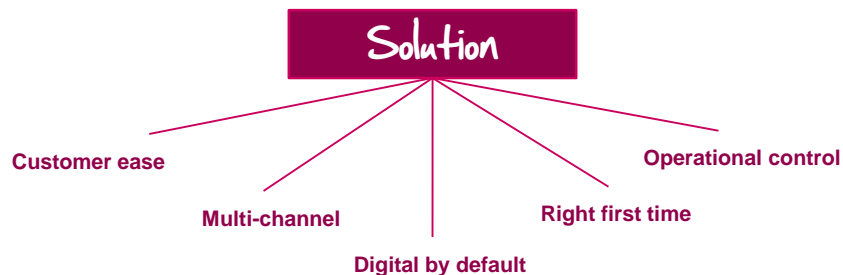 Solution
Customer ease
Multi-channel
Digital by default
Right first time
Operational control